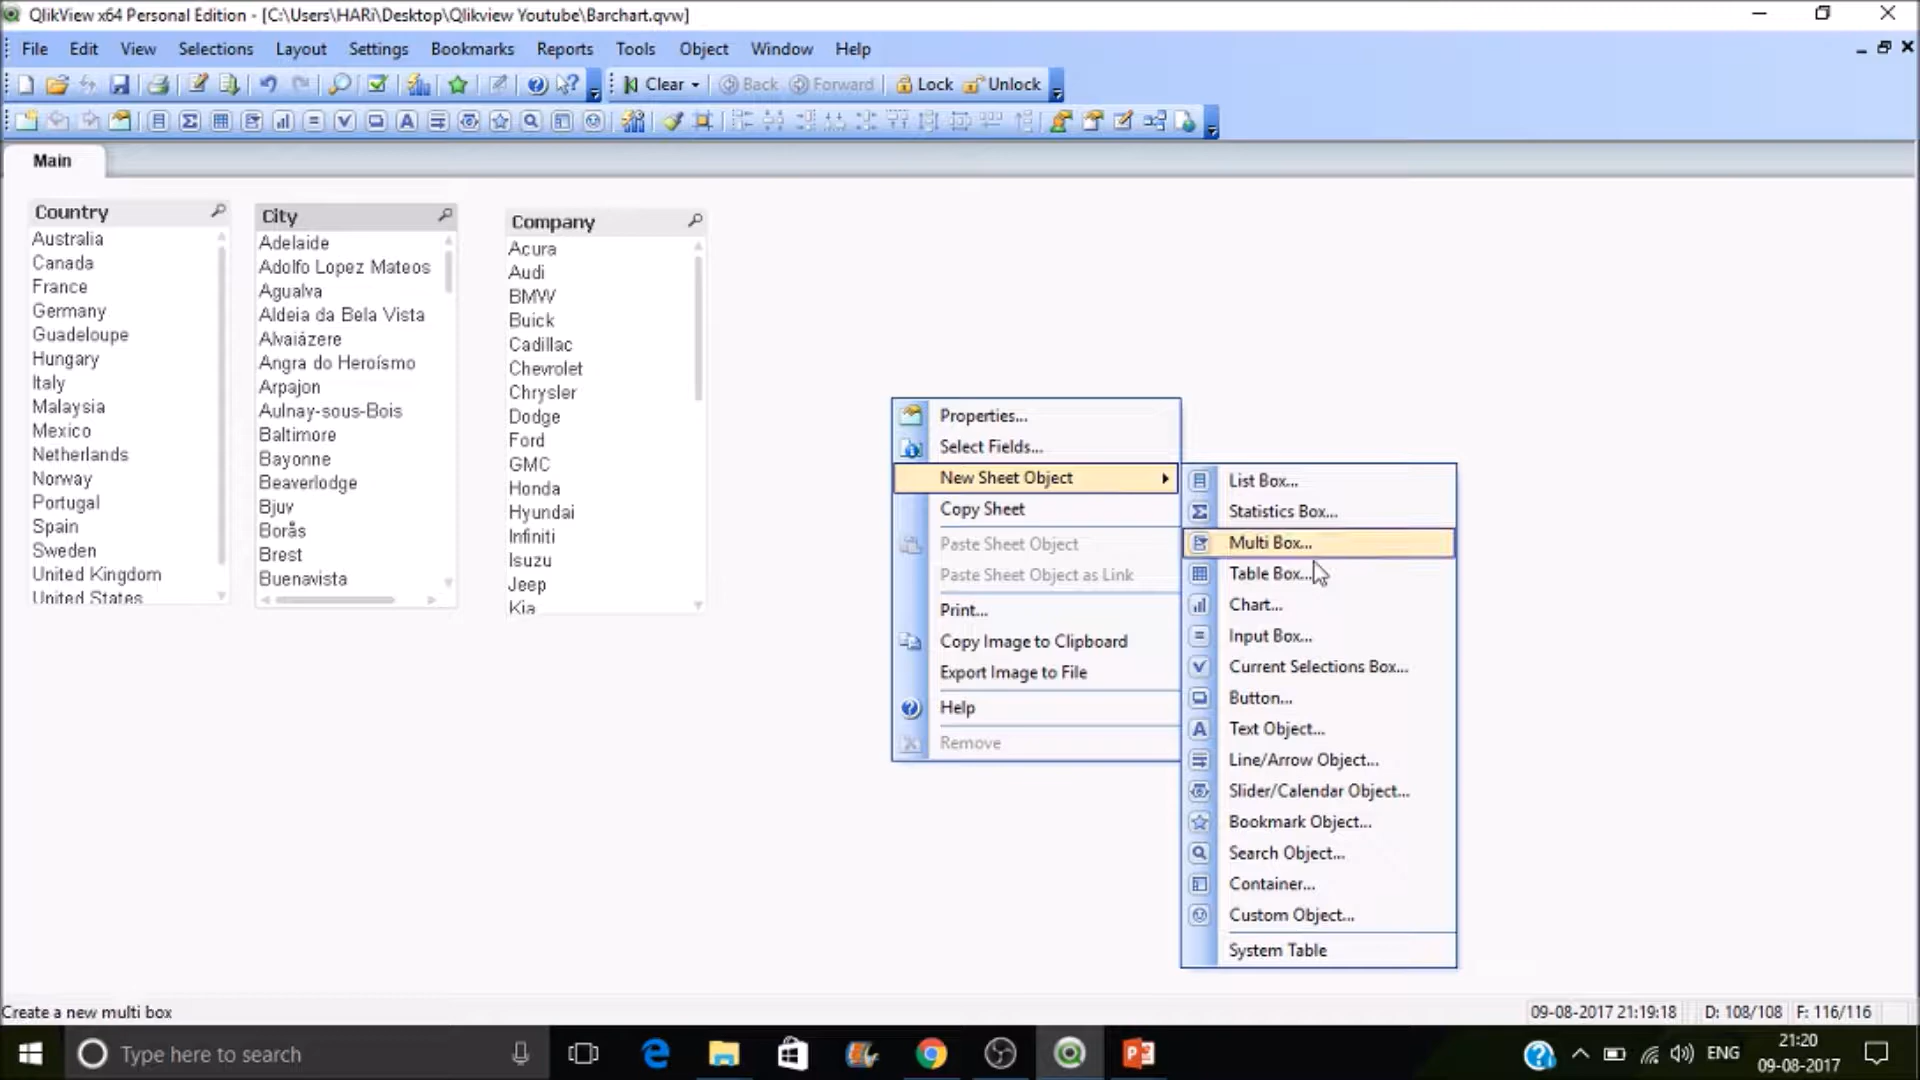 QlikView x64 Personal Edition - [C:\Users\HARi\Desktop\Qlikview Youtube\Barchart.qvw]
File Edit View Selections Layout Settings Bookmarks Reports Tools Object Window Help
Clear Back Forward Lock Unlock
Main
Country
Australia
Canada
France
Germany
Guadeloupe
Hungary
Italy
Malaysia
Mexico
Netherlands
Norway
Portugal
Spain
Sweden
United Kingdom
United States
City
Adelaide
Adolfo Lopez Mateos
Agualva
Aldeia da Bela Vista
Alvaiázere
Angra do Heroísmo
Arpajon
Aulnay-sous-Bois
Baltimore
Bayonne
Beaverlodge
Bjuv
Borås
Brest
Buenavista
Company
Acura
Audi
BMW
Buick
Cadillac
Chevrolet
Chrysler
Dodge
Ford
GMC
Honda
Hyundai
Infiniti
Isuzu
Jeep
Kia
Properties...
Select Fields...
New Sheet Object
Copy Sheet
Paste Sheet Object
Paste Sheet Object as Link
Print...
Copy Image to Clipboard
Export Image to File
Help
Remove
List Box...
Statistics Box...
Multi Box...
Table Box...
Chart...
Input Box...
Current Selections Box...
Button...
Text Object...
Line/Arrow Object...
Slider/Calendar Object...
Bookmark Object...
Search Object...
Container...
Custom Object...
System Table
Create a new multi box
09-08-2017 21:19:18 D: 108/108 F: 116/116
Type here to search
ENG
21:20
09-08-2017